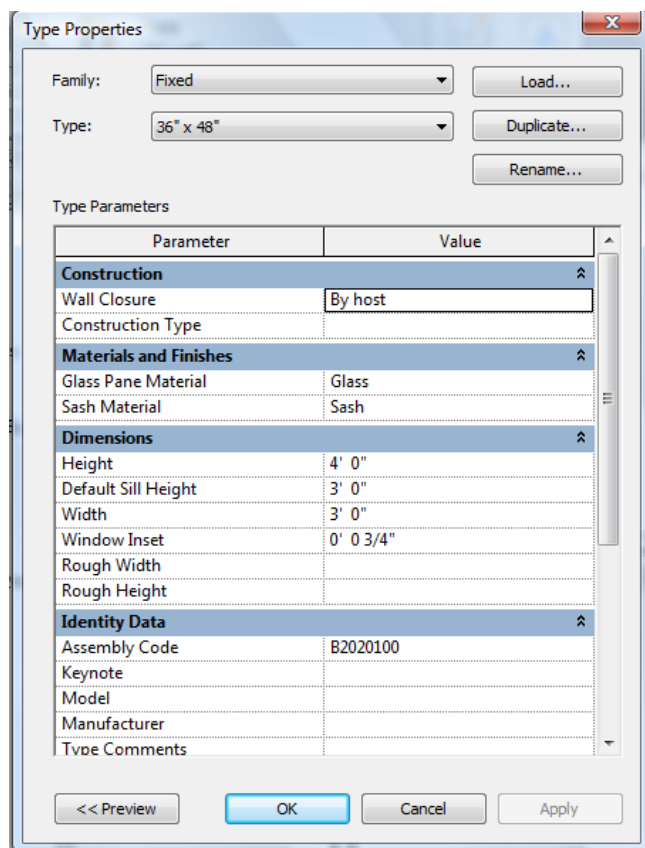 Type Properties
Family: Fixed Load...
Type: 36" x 48" Duplicate...
Rename...
Type Parameters
Parameter Value
Construction
Wall Closure By host
Construction Type
Materials and Finishes
Glass Pane Material Glass
Sash Material Sash
Dimensions
Height 4' 0"
Default Sill Height 3' 0"
Width 3' 0"
Window Inset 0' 0 3/4"
Rough Width
Rough Height
Identity Data
Assembly Code B2020100
Keynote
Model
Manufacturer
Type Comments
<< Preview OK Cancel Apply